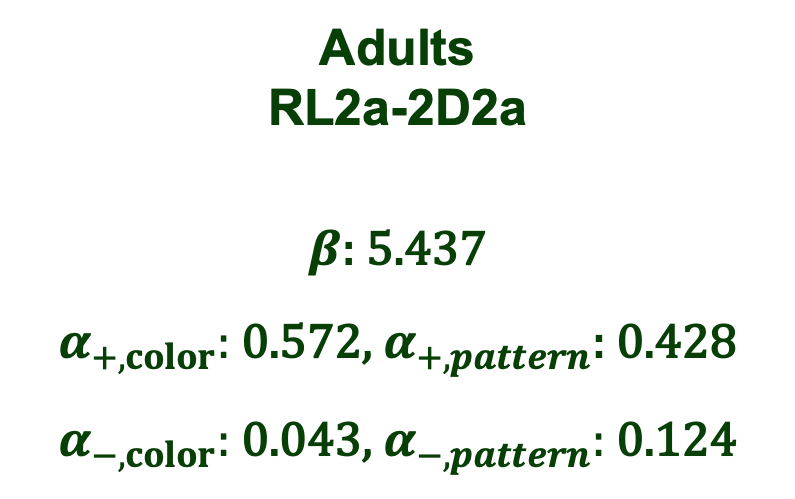 Adults
RL2a-2D2a
β: 5.437
α₊,color: 0.572, α₊,pattern: 0.428
α₋,color: 0.043, α₋,pattern: 0.124